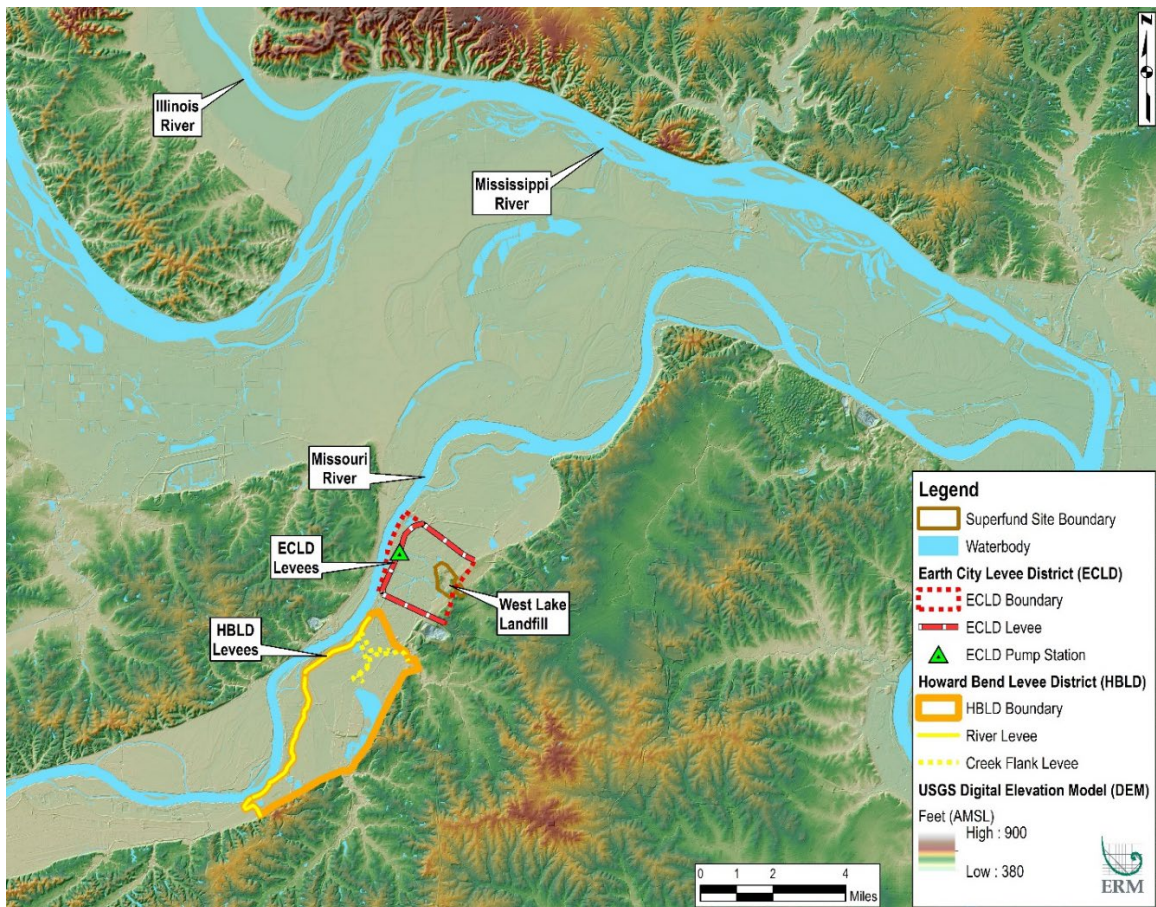 N
Illinois
River
Mississippi
River
Missouri
River
ECLD
Levees
West Lake
Landfill
HBLD
Levees
Legend
Superfund Site Boundary
Waterbody
Earth City Levee District (ECLD)
ECLD Boundary
ECLD Levee
ECLD Pump Station
Howard Bend Levee District (HBLD)
HBLD Boundary
River Levee
Creek Flank Levee
USGS Digital Elevation Model (DEM)
Feet (AMSL)
High : 900
Low : 380
ERM
0 1 2 4
Miles